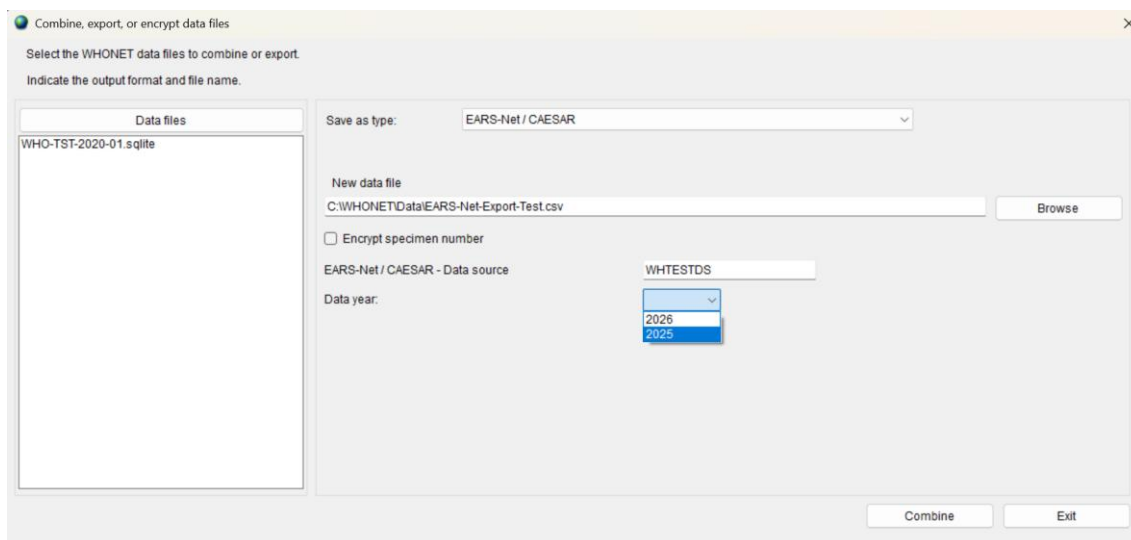 Combine, export, or encrypt data files
Select the WHONET data files to combine or export.
Indicate the output format and file name.
Data files
WHO-TST-2020-01.sqlite
Save as type:
EARS-Net / CAESAR
New data file
C:\WHONET\Data\EARS-Net-Export-Test.csv
Browse
Encrypt specimen number
EARS-Net / CAESAR - Data source
WHTESTDS
Data year:
2026
2025
Combine
Exit